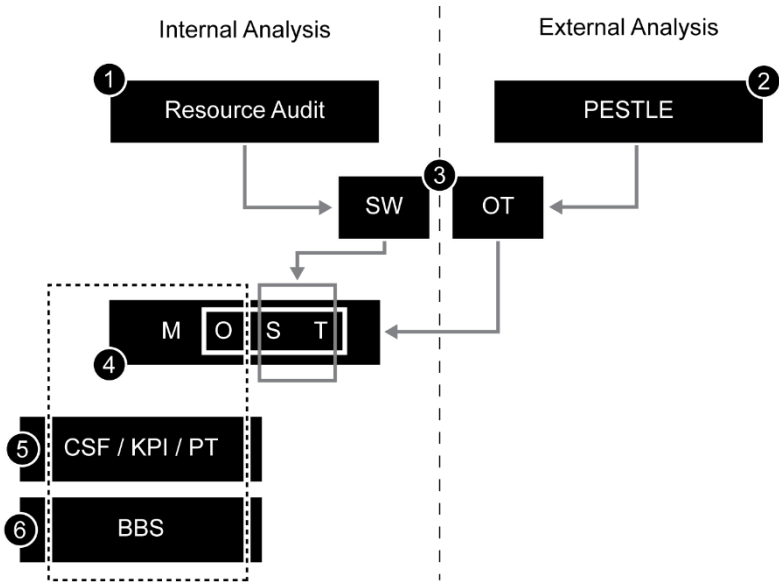 Internal Analysis
External Analysis
1
Resource Audit
2
PESTLE
3
SW
OT
M O S T
4
5
CSF / KPI / PT
6
BBS